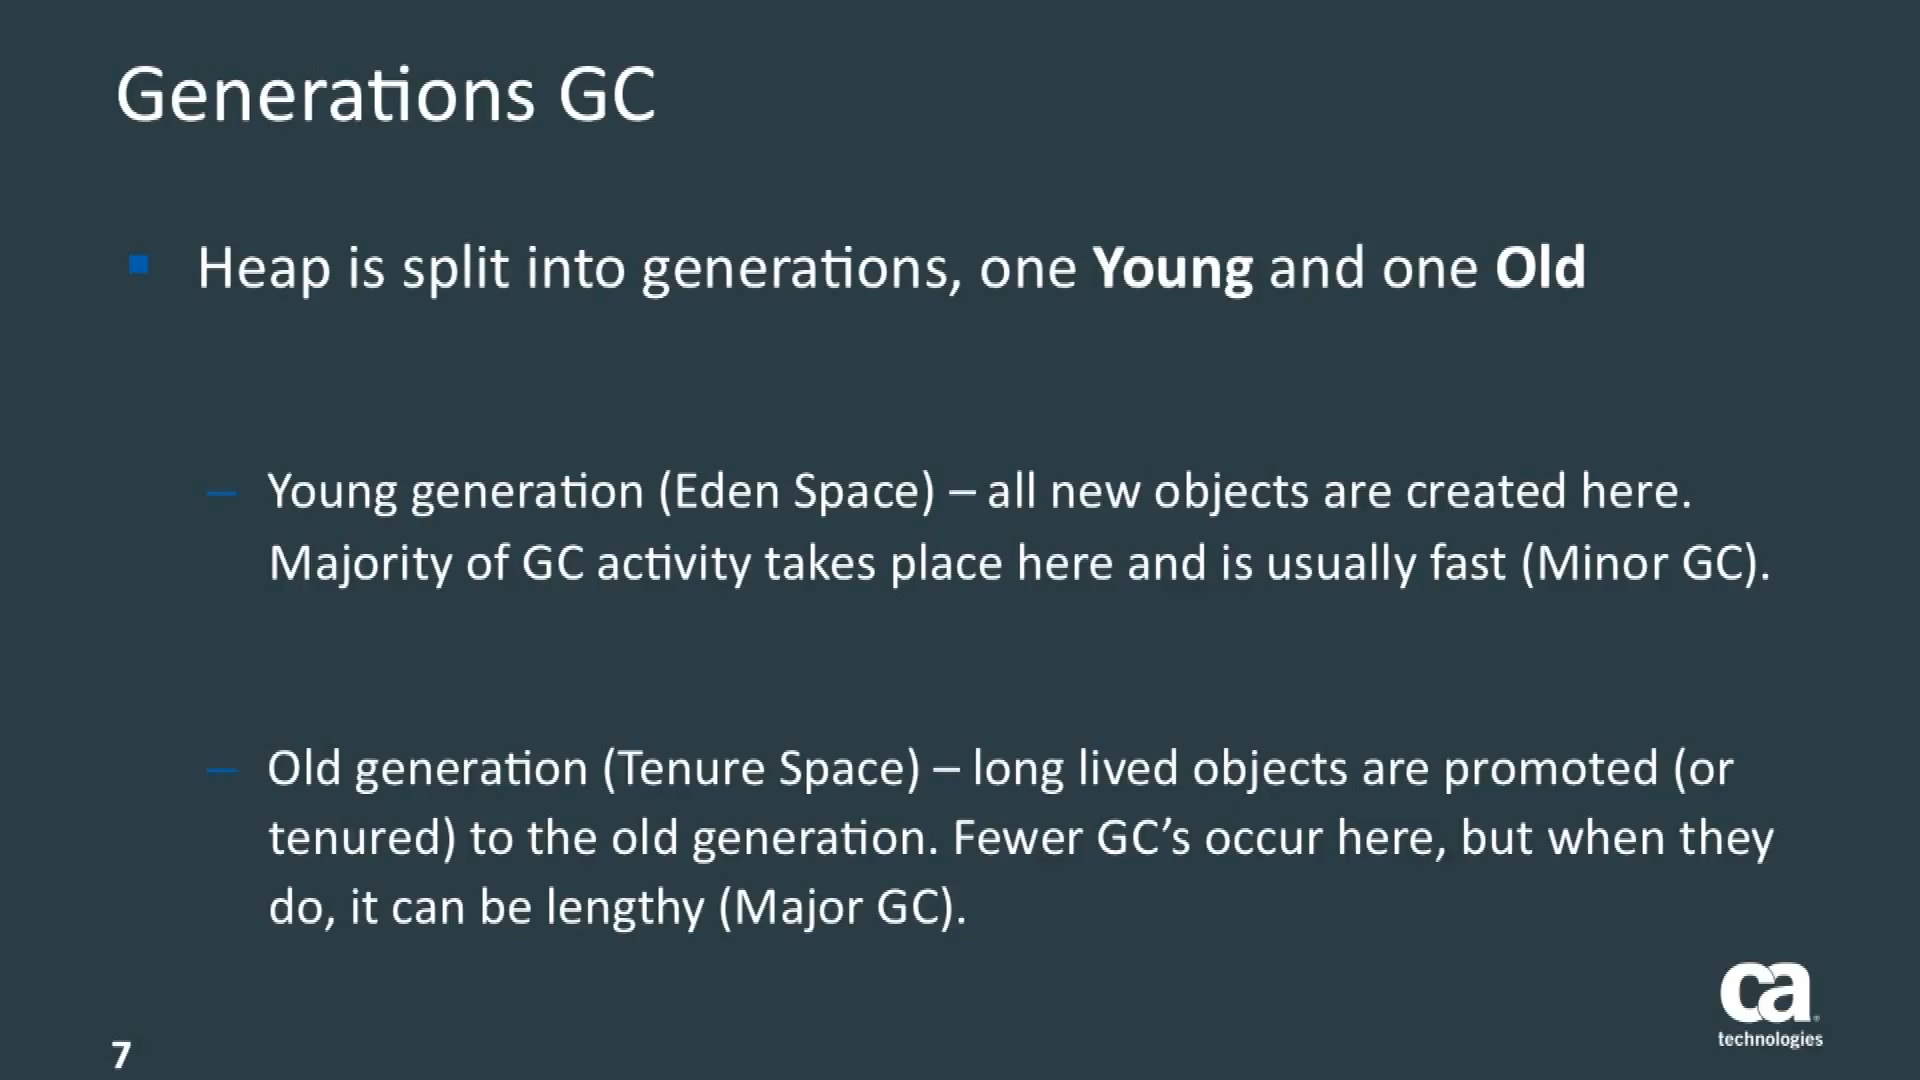 Generations GC
▪ Heap is split into generations, one Young and one Old
– Young generation (Eden Space) – all new objects are created here.
Majority of GC activity takes place here and is usually fast (Minor GC).
– Old generation (Tenure Space) – long lived objects are promoted (or
tenured) to the old generation. Fewer GC’s occur here, but when they
do, it can be lengthy (Major GC).
ca
technologies
7